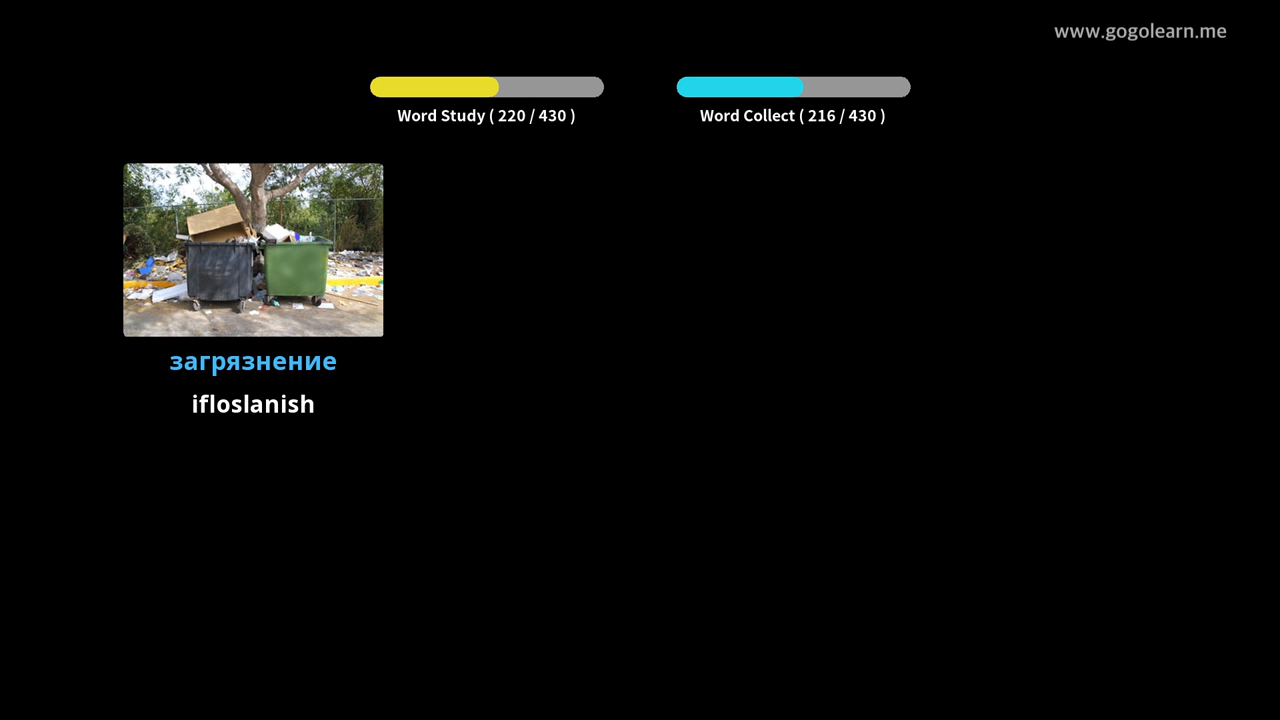 www.gogolearn.me
Word Study ( 220 / 430 )
Word Collect ( 216 / 430 )
загрязнение
ifloslanish